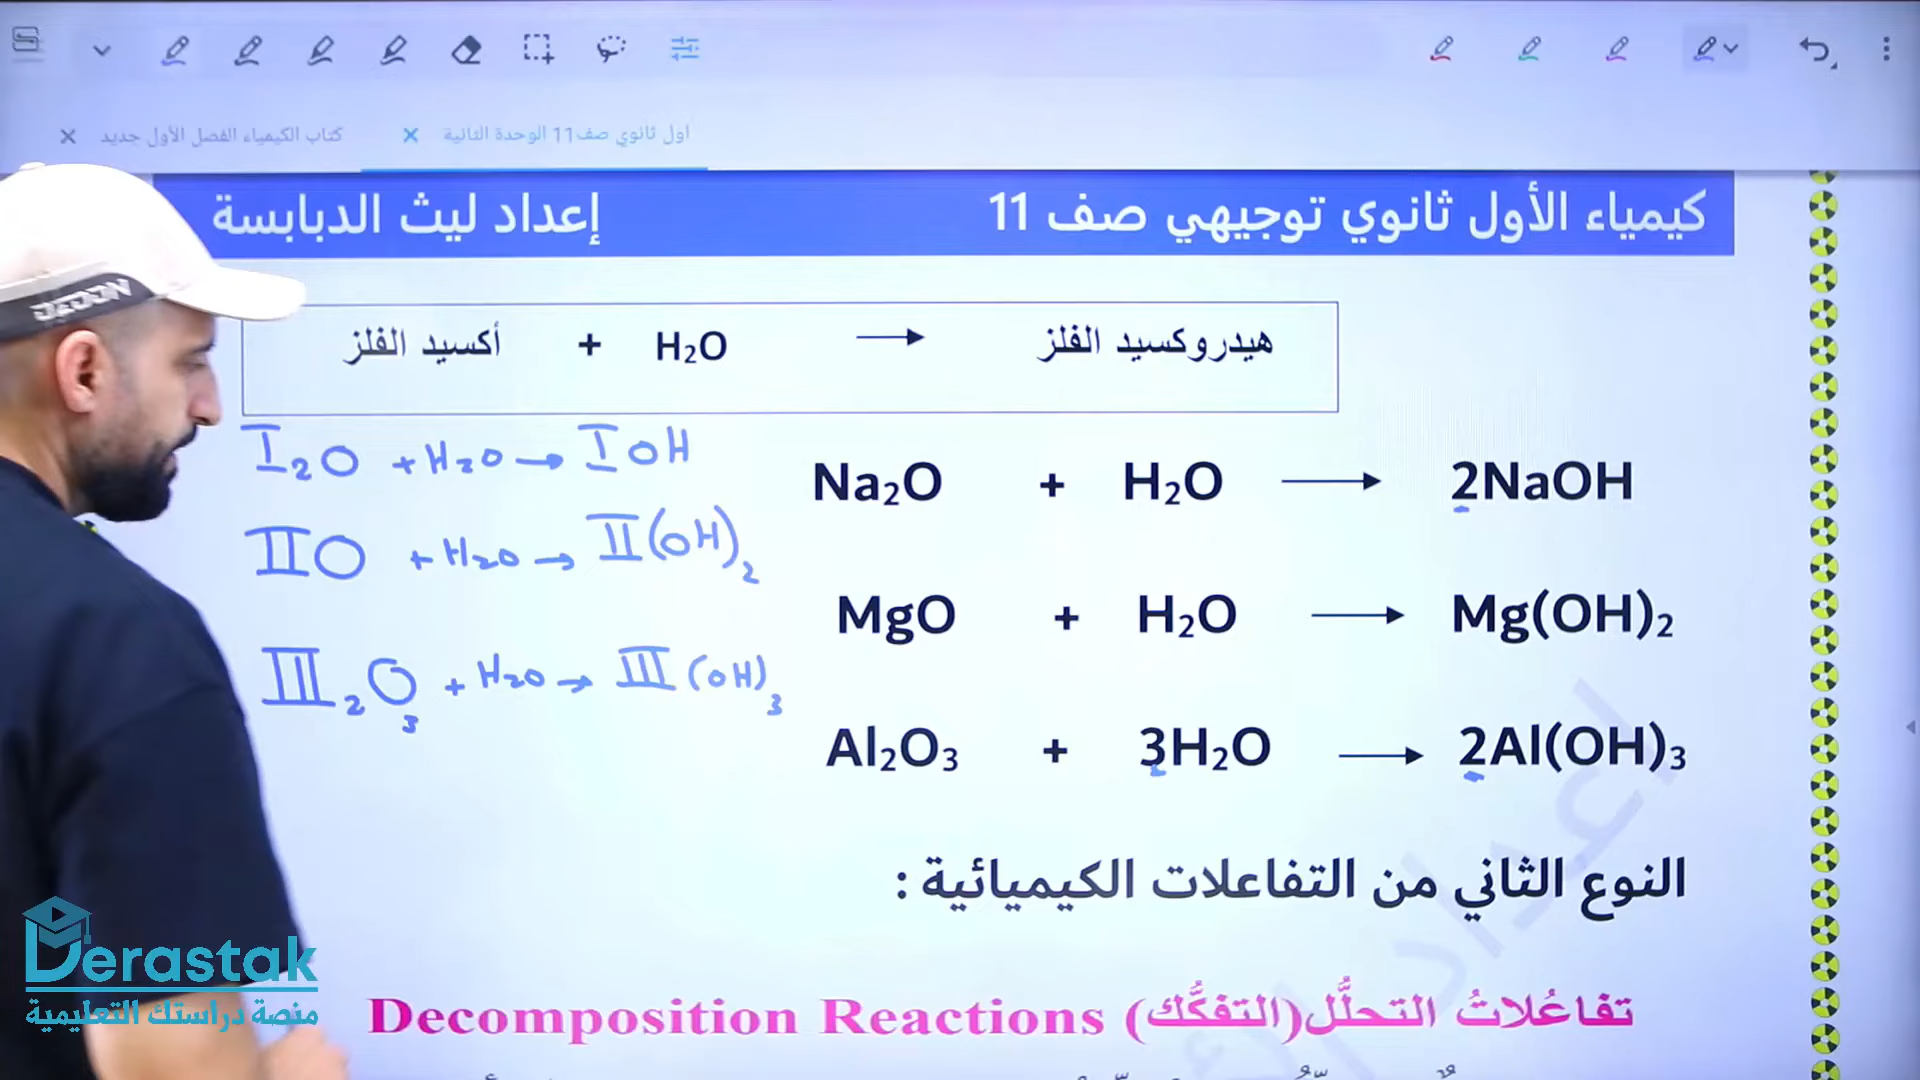 كتاب الكيمياء الفصل الأول جديد
اول ثانوي صف11 الوحدة الثانية
كيمياء الأول ثانوي توجيهي صف 11
إعداد ليث الدبابسة
أكسيد الفلز + H₂O → هيدروكسيد الفلز
I₂O + H₂O → I OH
Na₂O + H₂O → 2NaOH
IIO + H₂O → II(OH)₂
MgO + H₂O → Mg(OH)₂
III₂O₃ + H₂O → III(OH)₃
Al₂O₃ + 3H₂O → 2Al(OH)₃
النوع الثاني من التفاعلات الكيميائية :
تفاعُلاتُ التحلُّل(التفكُّك) Decomposition Reactions
Derastak
منصة دراستك التعليمية